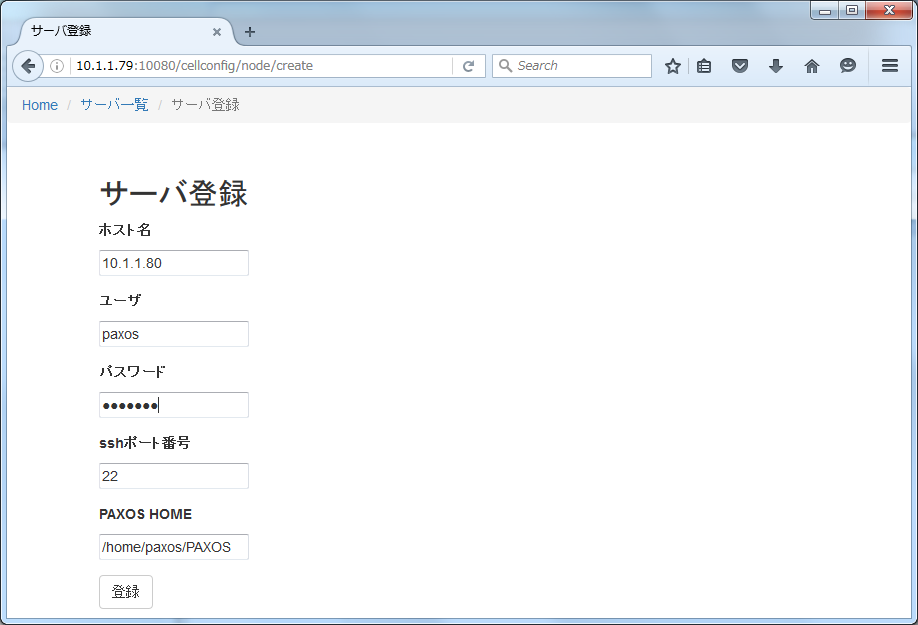 サーバ登録
10.1.1.79:10080/cellconfig/node/create
Search
Home / サーバ一覧 / サーバ登録
サーバ登録
ホスト名
10.1.1.80
ユーザ
paxos
パスワード
●●●●●●●
sshポート番号
22
PAXOS HOME
/home/paxos/PAXOS
登録